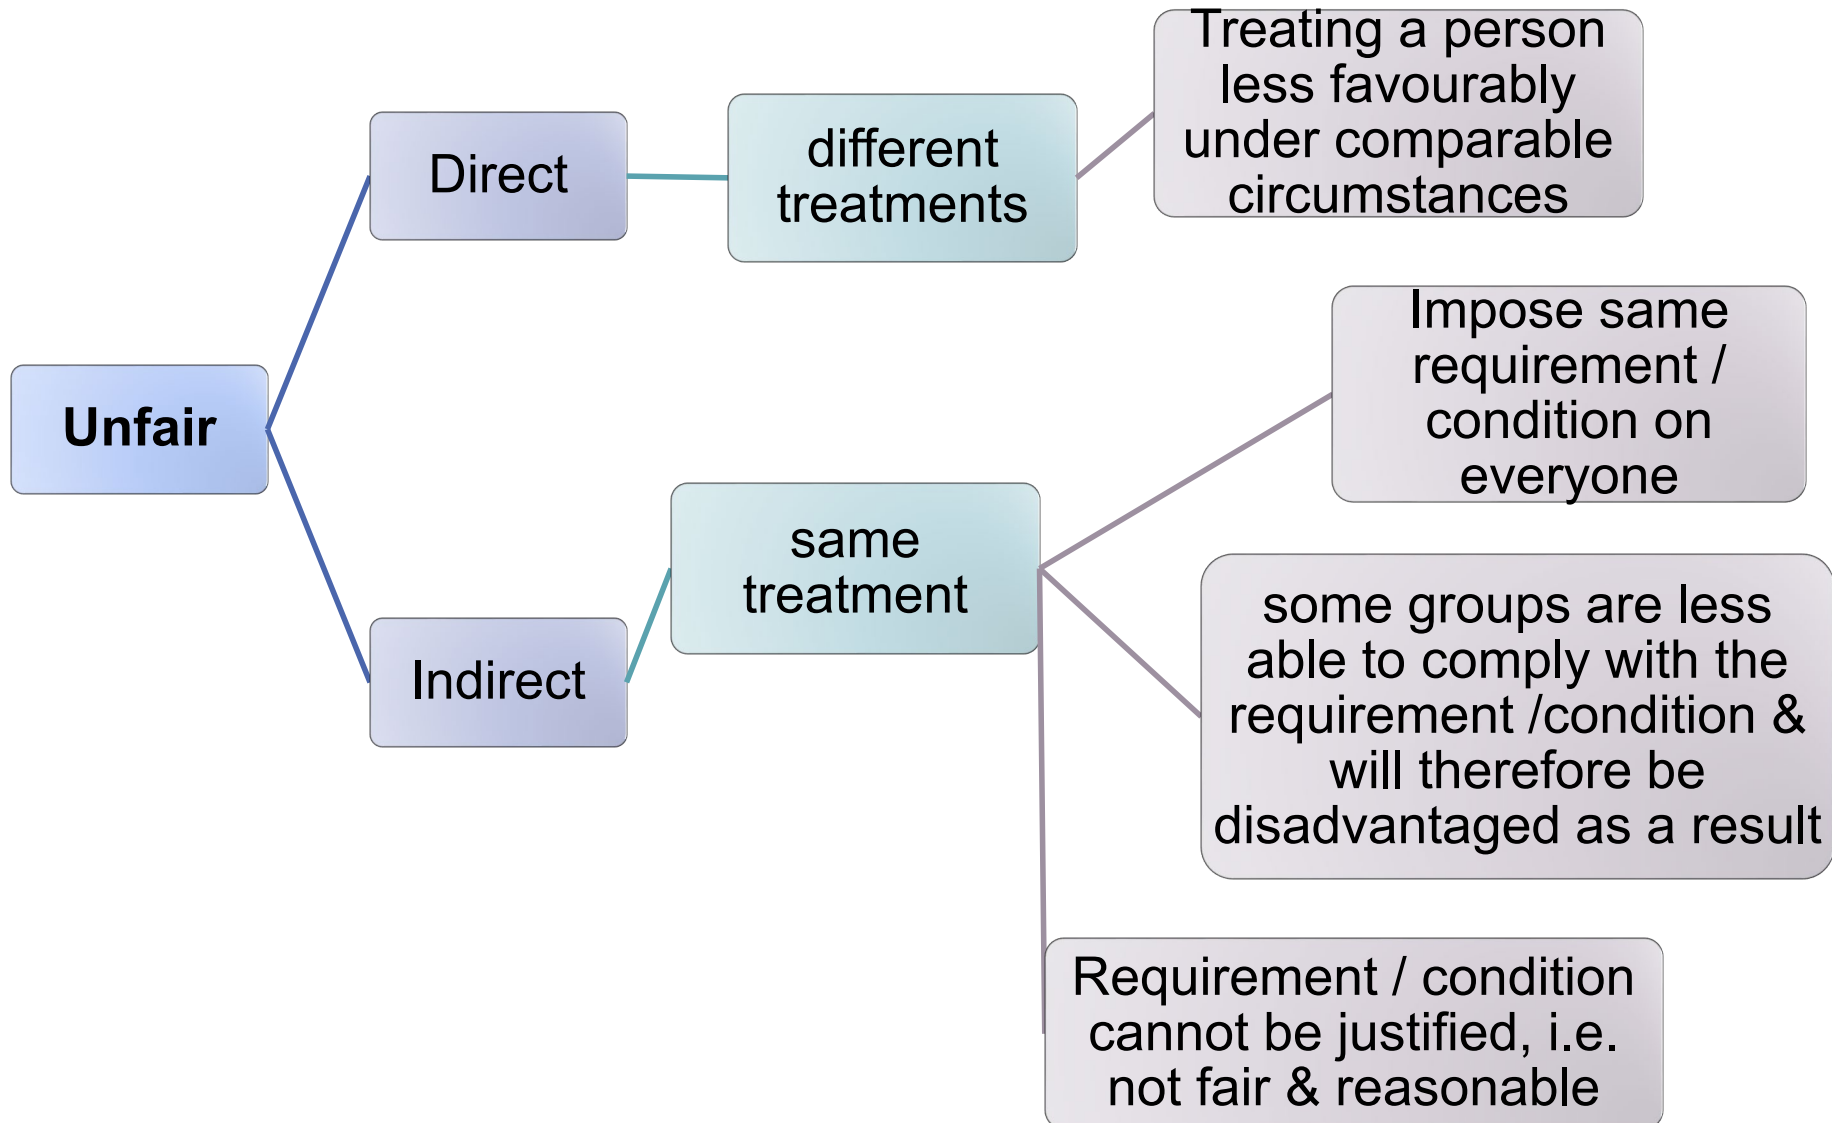 Unfair
Direct
different
treatments
Treating a person
less favourably
under comparable
circumstances
Indirect
same
treatment
Impose same
requirement /
condition on
everyone
some groups are less
able to comply with the
requirement /condition &
will therefore be
disadvantaged as a result
Requirement / condition
cannot be justified, i.e.
not fair & reasonable